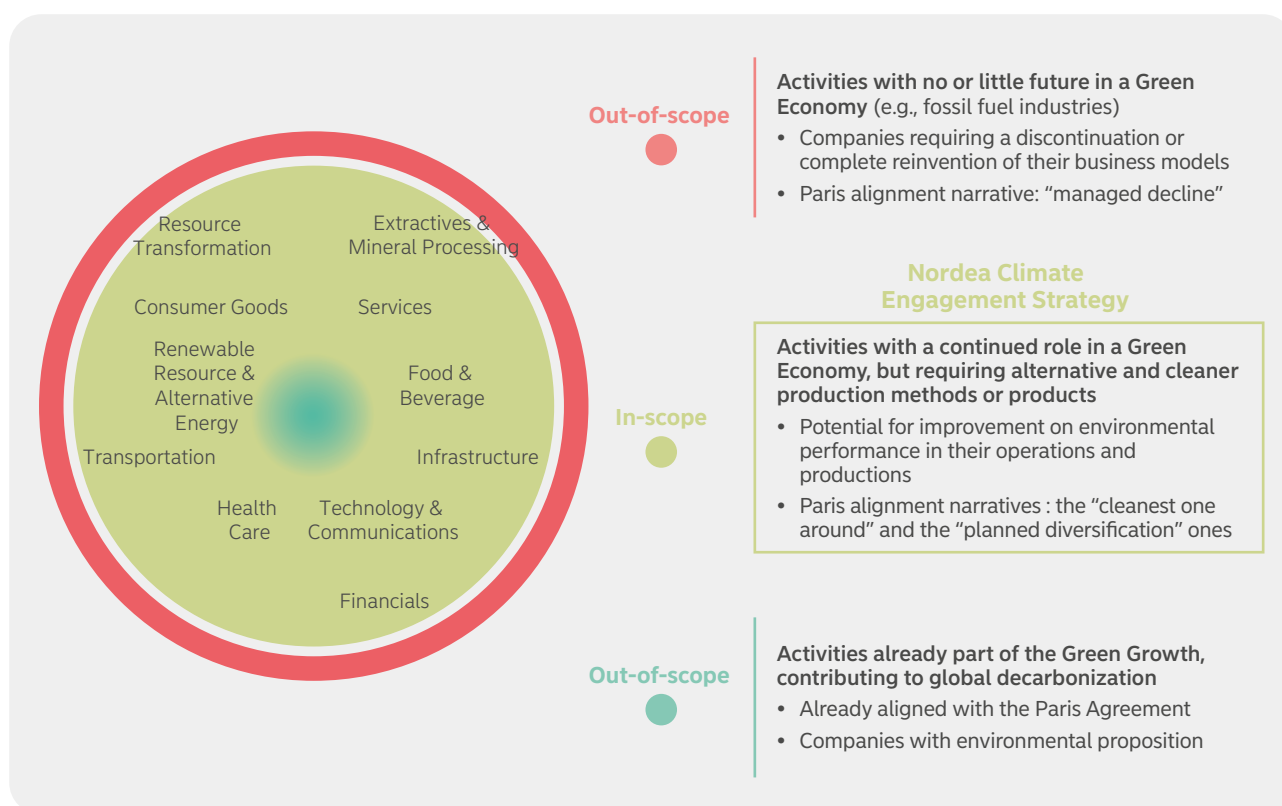 Resource
Transformation
Extractives &
Mineral Processing
Consumer Goods
Services
Renewable
Resource &
Alternative
Energy
Food &
Beverage
Transportation
Infrastructure
Health
Care
Technology &
Communications
Financials
Out-of-scope
Activities with no or little future in a Green
Economy (e.g., fossil fuel industries)
• Companies requiring a discontinuation or
complete reinvention of their business models
• Paris alignment narrative: “managed decline”
Nordea Climate
Engagement Strategy
In-scope
Activities with a continued role in a Green
Economy, but requiring alternative and cleaner
production methods or products
• Potential for improvement on environmental
performance in their operations and
productions
• Paris alignment narratives : the “cleanest one
around” and the “planned diversification” ones
Out-of-scope
Activities already part of the Green Growth,
contributing to global decarbonization
• Already aligned with the Paris Agreement
• Companies with environmental proposition